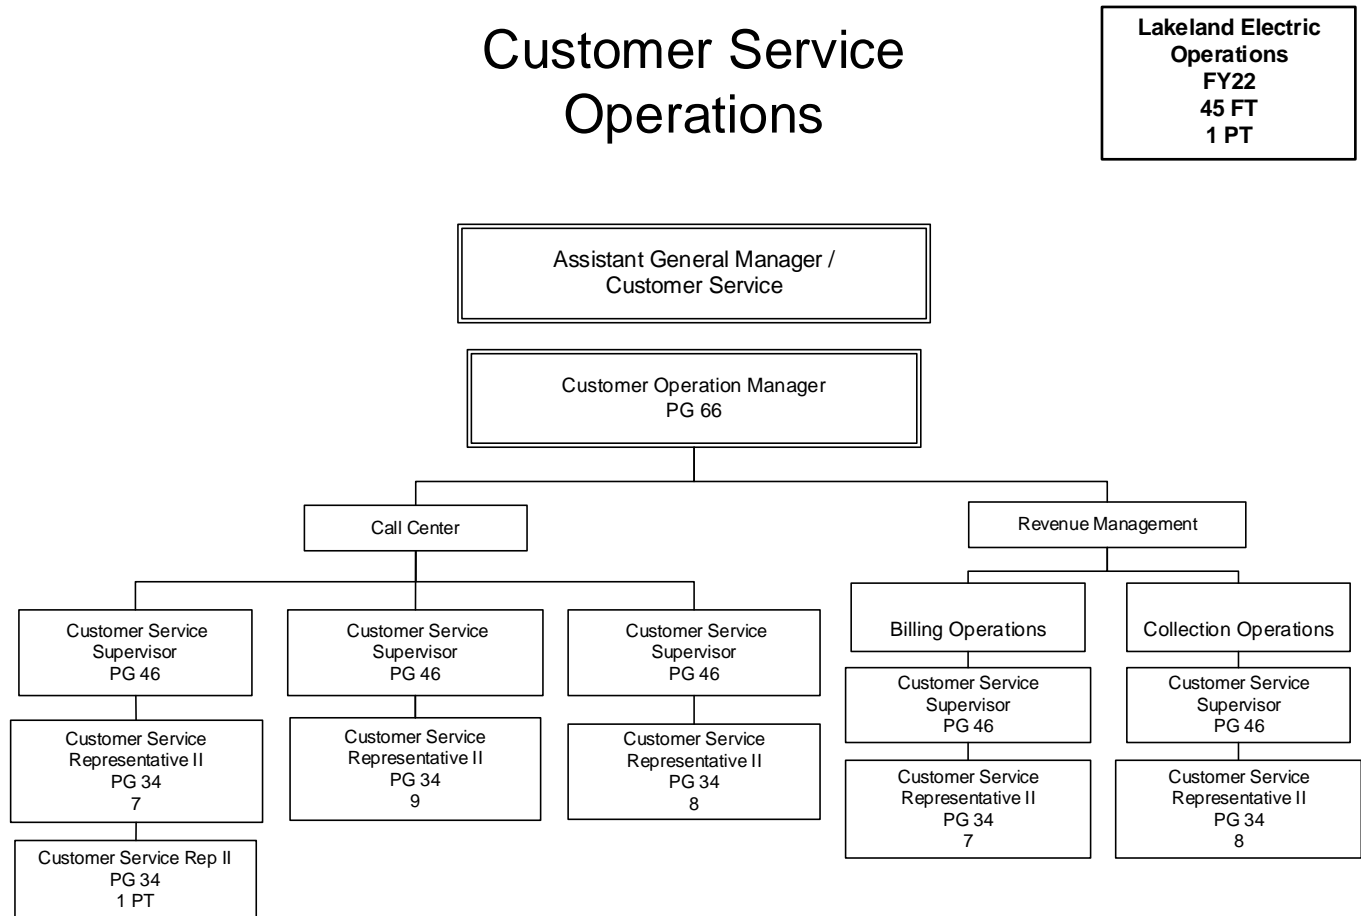 Customer Service
Operations
Lakeland Electric
Operations
FY22
45 FT
1 PT
Assistant General Manager /
Customer Service
Customer Operation Manager
PG 66
Call Center
Revenue Management
Customer Service
Supervisor
PG 46
Customer Service
Supervisor
PG 46
Customer Service
Supervisor
PG 46
Billing Operations
Collection Operations
Customer Service
Supervisor
PG 46
Customer Service
Supervisor
PG 46
Customer Service
Representative II
PG 34
7
Customer Service
Representative II
PG 34
9
Customer Service
Representative II
PG 34
8
Customer Service
Representative II
PG 34
7
Customer Service
Representative II
PG 34
8
Customer Service Rep II
PG 34
1 PT